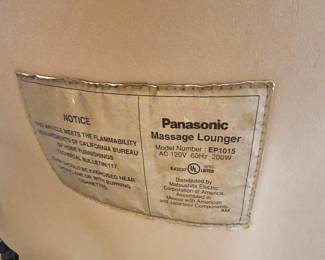 NOTICE
THIS ARTICLE MEETS THE FLAMMABILITY
REQUIREMENTS OF CALIFORNIA BUREAU
OF HOME FURNISHINGS
TECHNICAL BULLETIN 117.
CARE SHOULD BE EXERCISED NEAR
OPEN FLAME OR WITH BURNING
CIGARETTES.
Panasonic
Massage Lounger
Model Number : EP1015
AC 120V 60Hz 200W
UL LISTED
Distributed by
Matsushita Electric
Corporation of America.
Assembled in
Mexico with American
and Japanese Components.